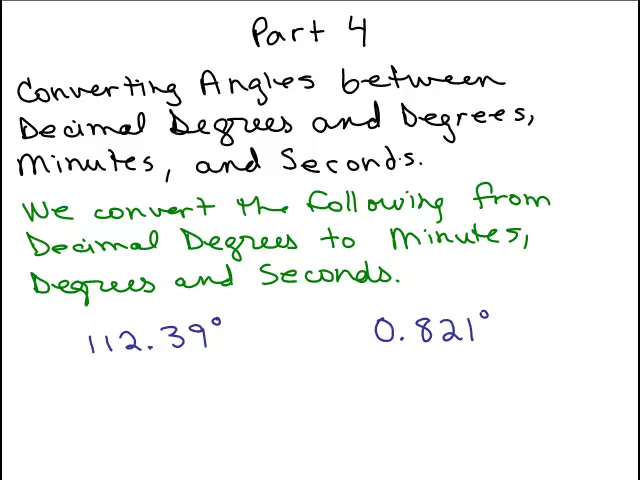 Part 4
Converting Angles between
Decimal Degrees and Degrees,
Minutes, and Seconds.
We convert the following from
Decimal Degrees to Minutes,
Degrees and Seconds.
112.39° 0.821°